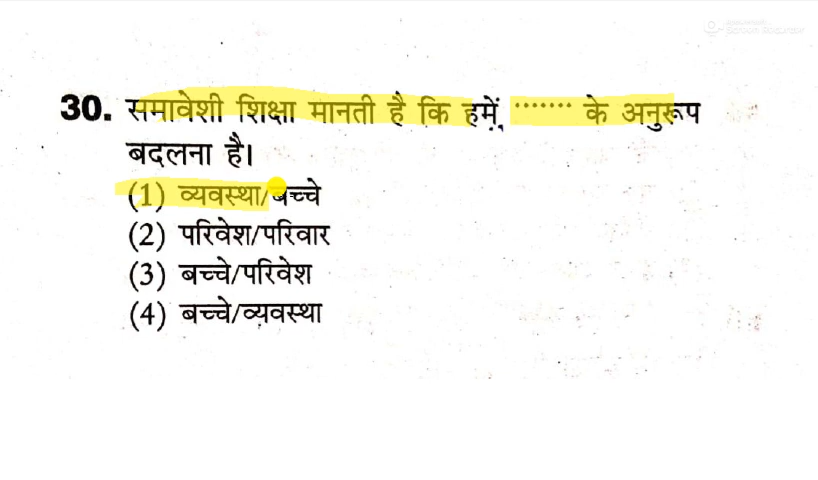 30. समावेशी शिक्षा मानती है कि हमें, ······· के अनुरूप
बदलना है।
(1) व्यवस्था/बच्चे
(2) परिवेश/परिवार
(3) बच्चे/परिवेश
(4) बच्चे/व्यवस्था